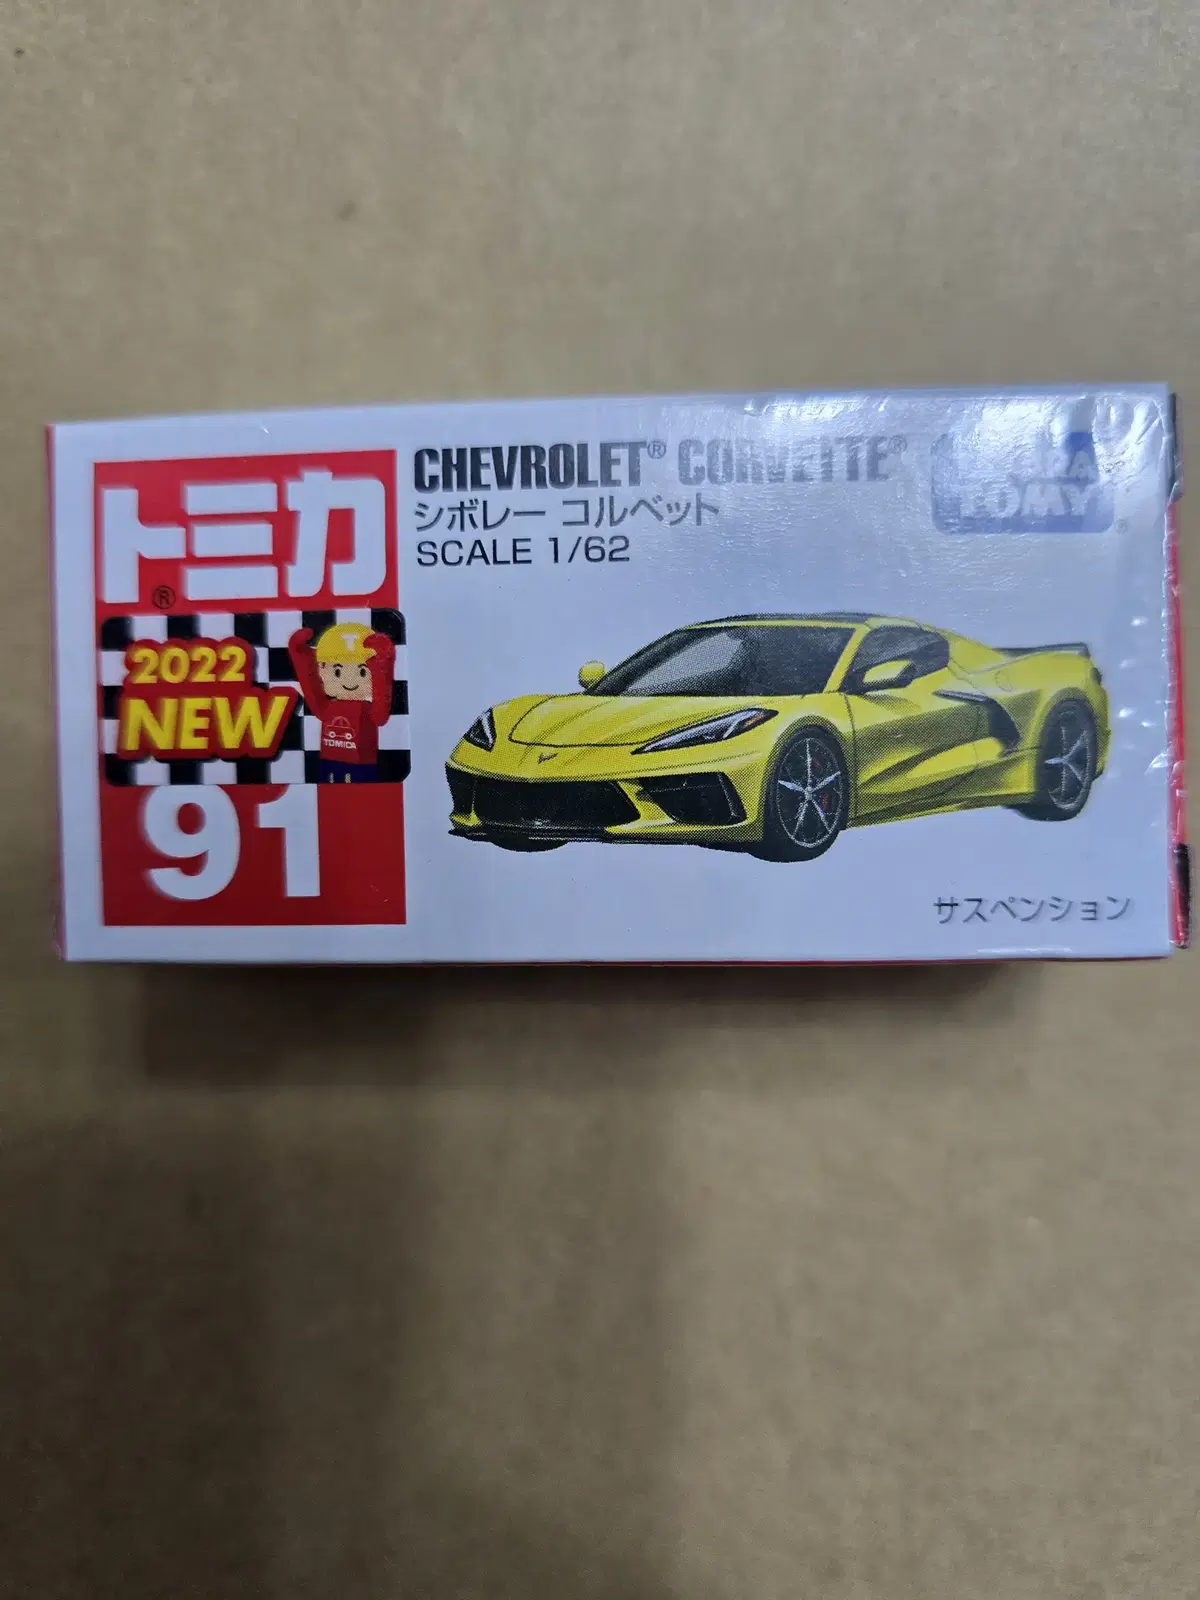 トミカ®
2022
NEW
T
TOMICA
91
CHEVROLET® CORVETTE®
シボレー コルベット
SCALE 1/62
TOMY®
サスペンション